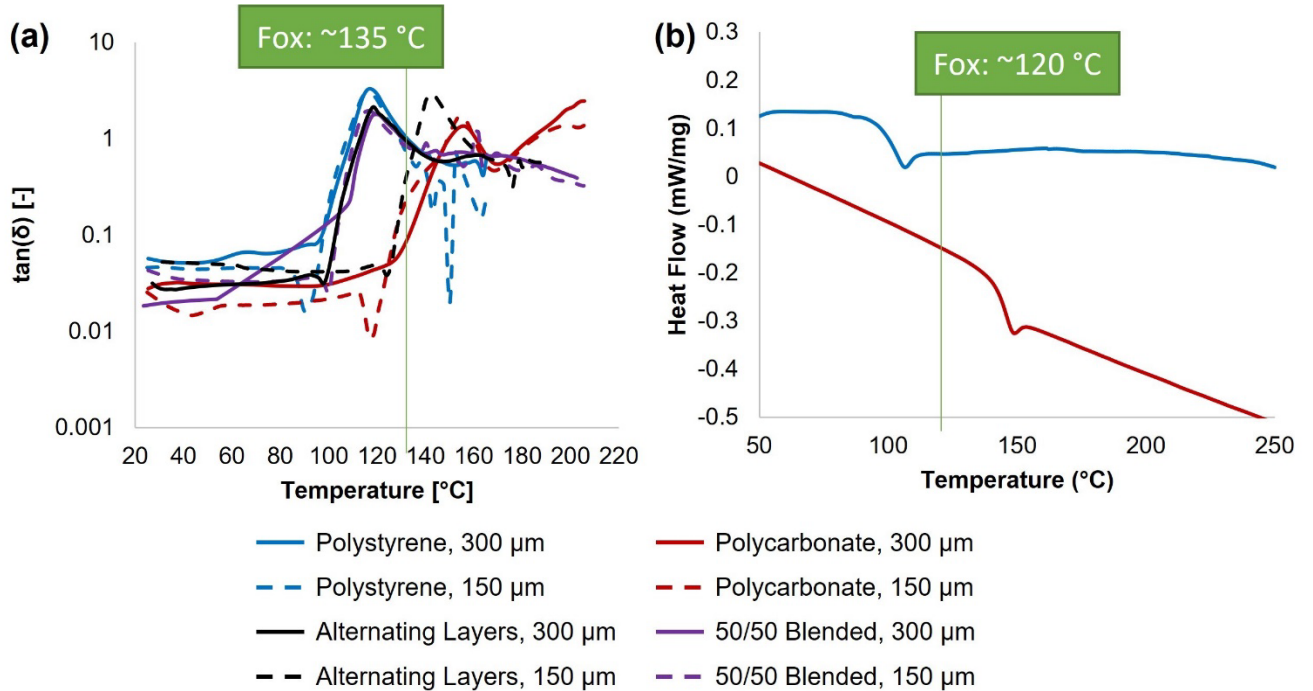 (a)
Fox: ~135 °C
10
1
0.1
0.01
0.001
tan(δ) [-]
20 40 60 80 100 120 140 160 180 200 220
Temperature [°C]
(b)
Fox: ~120 °C
0.3
0.2
0.1
0
-0.1
-0.2
-0.3
-0.4
-0.5
Heat Flow (mW/mg)
50 100 150 200 250
Temperature (°C)
Polystyrene, 300 µm
Polycarbonate, 300 µm
Polystyrene, 150 µm
Polycarbonate, 150 µm
Alternating Layers, 300 µm
50/50 Blended, 300 µm
Alternating Layers, 150 µm
50/50 Blended, 150 µm